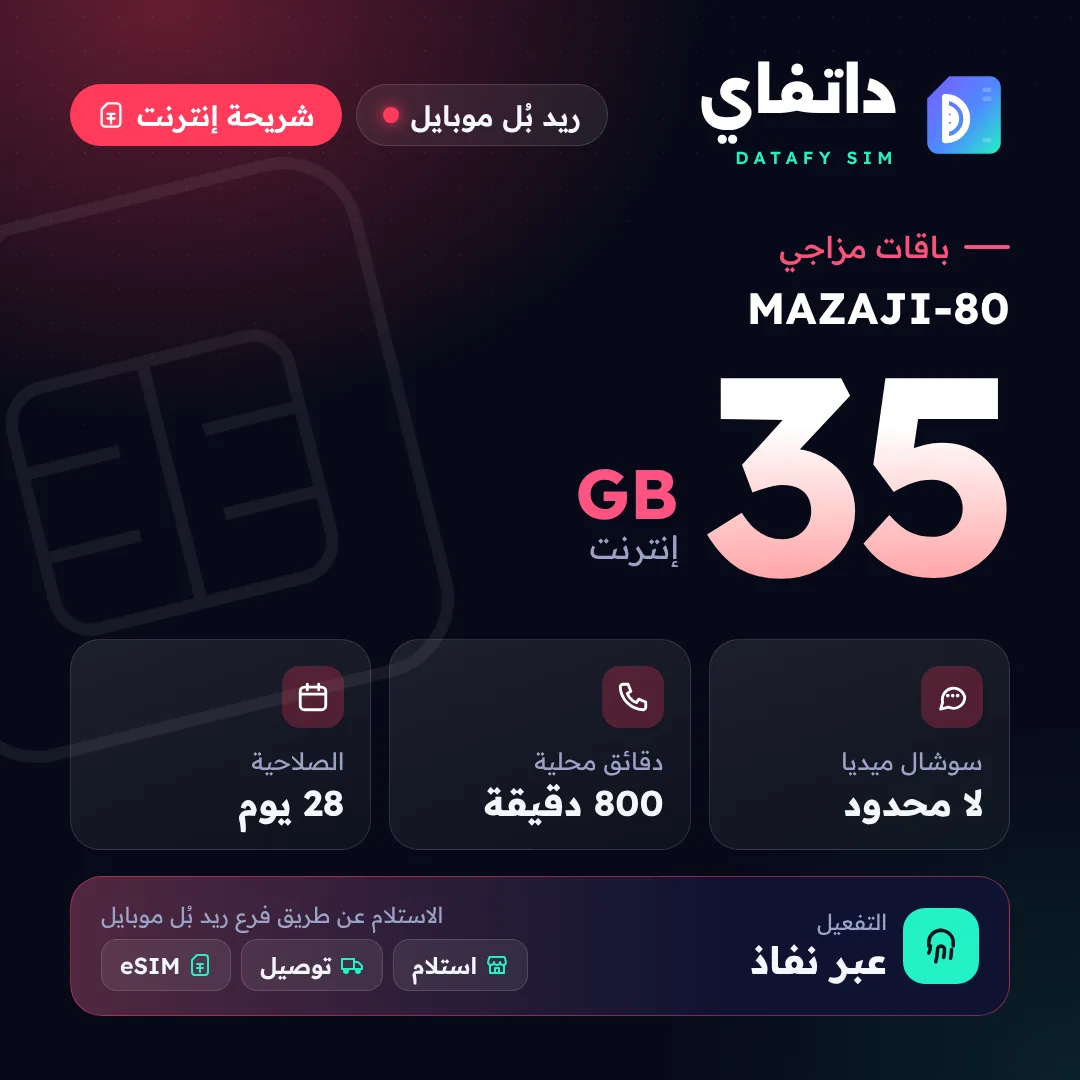 داتفاي
DATAFY SIM
ريد بُل موبايل
شريحة إنترنت
باقات مزاجي
MAZAJI-80
35
GB
إنترنت
سوشال ميديا
لا محدود
دقائق محلية
800 دقيقة
الصلاحية
28 يوم
التفعيل
عبر نفاذ
الاستلام عن طريق فرع ريد بُل موبايل
استلام
توصيل
eSIM